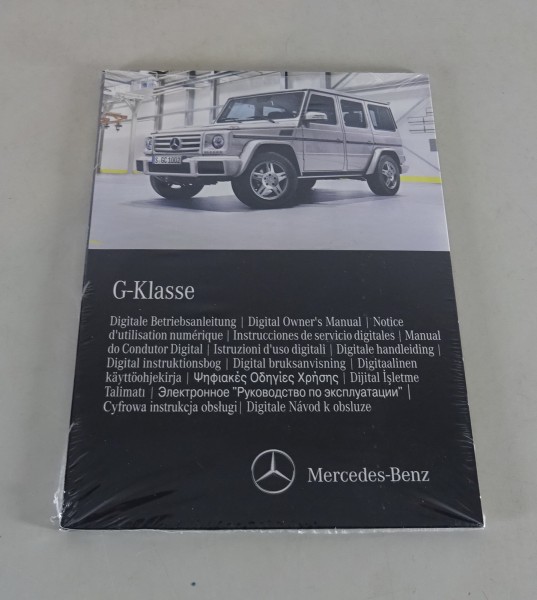 G-Klasse
Digitale Betriebsanleitung | Digital Owner's Manual | Notice
d'utilisation numérique | Instrucciones de servicio digitales | Manual
do Condutor Digital | Istruzioni d'uso digitali | Digitale handleiding |
Digital instruktionsbog | Digital bruksanvisning | Digitaalinen
käyttöohjekirja | Ψηφιακές Οδηγίες Χρήσης | Dijital İşletme
Talimatı | Электронное "Руководство по эксплуатации" |
Cyfrowa instrukcja obsługi | Digitale Návod k obsluze
Mercedes-Benz